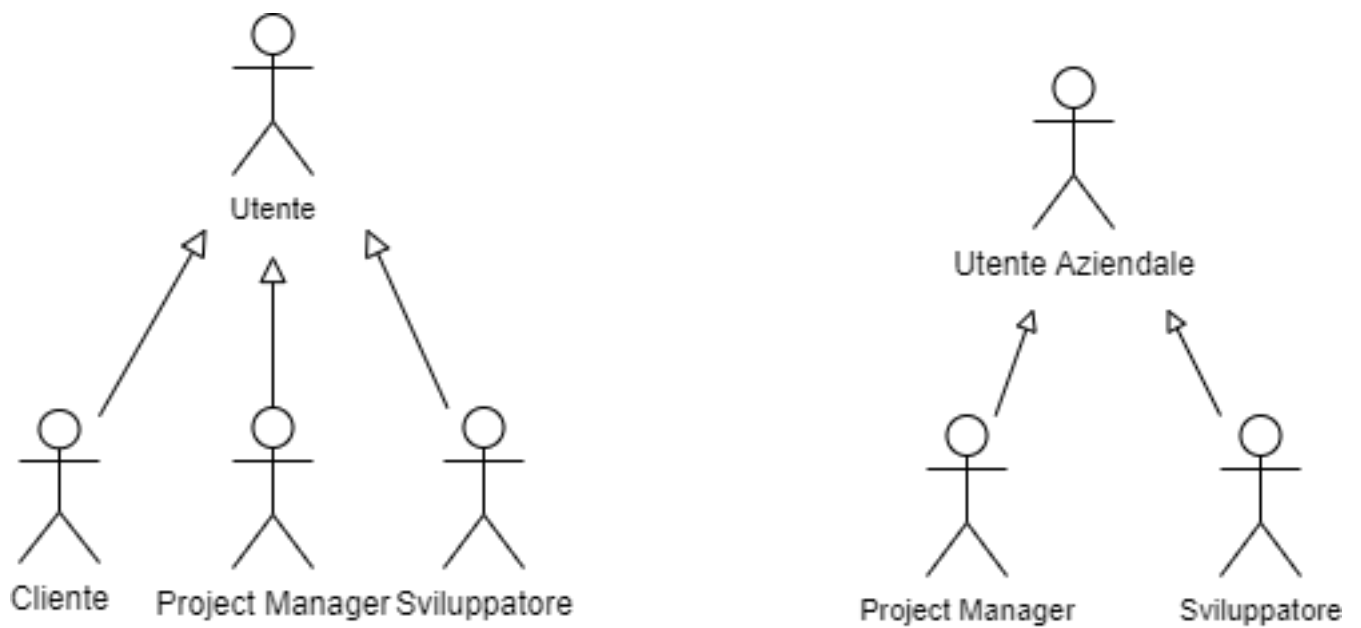 Utente
Utente Aziendale
Cliente
Project Manager
Sviluppatore
Project Manager
Sviluppatore